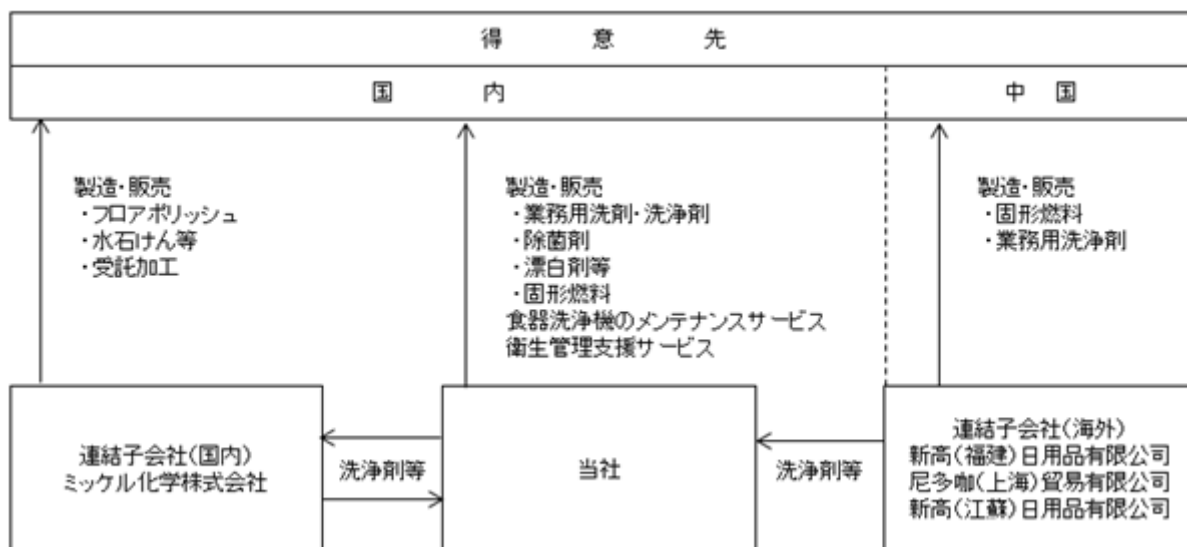 得意先
国内
中国
製造・販売
・フロアポリッシュ
・水石けん等
・受託加工
製造・販売
・業務用洗剤・洗浄剤
・除菌剤
・漂白剤等
・固形燃料
食器洗浄機のメンテナンスサービス
衛生管理支援サービス
製造・販売
・固形燃料
・業務用洗浄剤
連結子会社(国内)
ミッケル化学株式会社
洗浄剤等
当社
洗浄剤等
連結子会社(海外)
新高(福建)日用品有限公司
尼多咖(上海)貿易有限公司
新高(江蘇)日用品有限公司